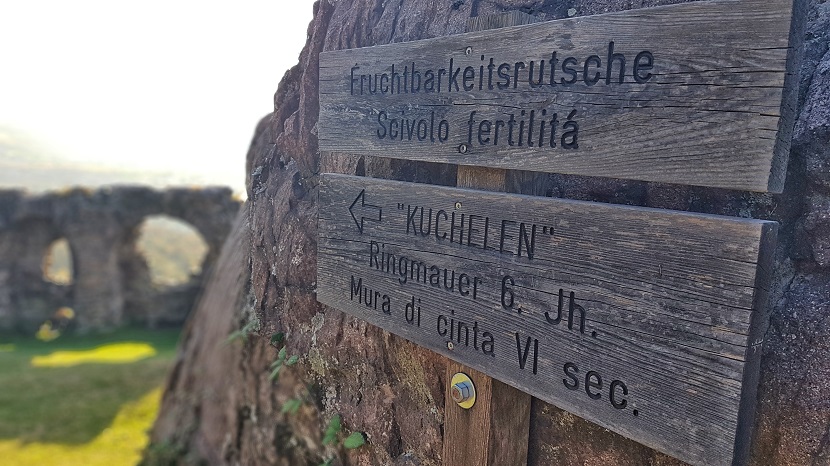 Fruchtbarkeitsrutsche
Scivolo fertilitá
"KUCHELEN"
Ringmauer 6. Jh.
Mura di cinta VI sec.